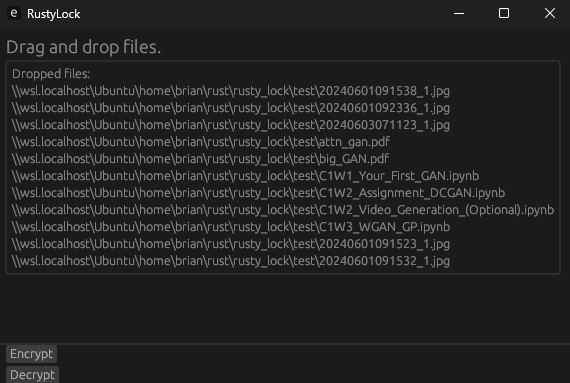 e RustyLock
Drag and drop files.
Dropped files:
\\wsl.localhost\Ubuntu\home\brian\rust\rusty_lock\test\20240601091538_1.jpg
\\wsl.localhost\Ubuntu\home\brian\rust\rusty_lock\test\20240601092336_1.jpg
\\wsl.localhost\Ubuntu\home\brian\rust\rusty_lock\test\20240603071123_1.jpg
\\wsl.localhost\Ubuntu\home\brian\rust\rusty_lock\test\attn_gan.pdf
\\wsl.localhost\Ubuntu\home\brian\rust\rusty_lock\test\big_GAN.pdf
\\wsl.localhost\Ubuntu\home\brian\rust\rusty_lock\test\C1W1_Your_First_GAN.ipynb
\\wsl.localhost\Ubuntu\home\brian\rust\rusty_lock\test\C1W2_Assignment_DCGAN.ipynb
\\wsl.localhost\Ubuntu\home\brian\rust\rusty_lock\test\C1W2_Video_Generation_(Optional).ipynb
\\wsl.localhost\Ubuntu\home\brian\rust\rusty_lock\test\C1W3_WGAN_GP.ipynb
\\wsl.localhost\Ubuntu\home\brian\rust\rusty_lock\test\20240601091523_1.jpg
\\wsl.localhost\Ubuntu\home\brian\rust\rusty_lock\test\20240601091532_1.jpg
Encrypt
Decrypt